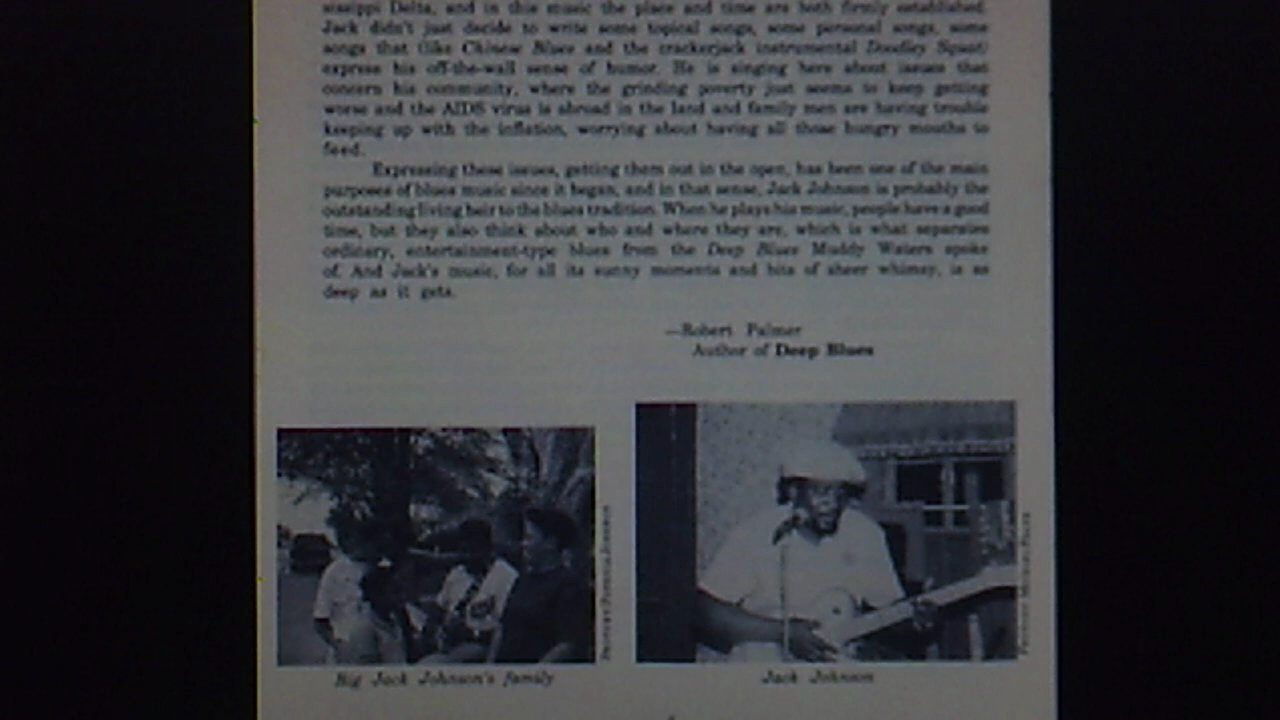 sissippi Delta, and in this music the place and time are both firmly established.
Jack didn't just decide to write some topical songs, some personal songs, some
songs that (like Chinese Blues and the crackerjack instrumental Doodley Squat)
express his off-the-wall sense of humor. He is singing here about issues that
concern his community, where the grinding poverty just seems to keep getting
worse and the AIDS virus is abroad in the land and family men are having trouble
keeping up with the inflation, worrying about having all those hungry mouths to
feed.
Expressing these issues, getting them out in the open, has been one of the main
purposes of blues music since it began, and in that sense, Jack Johnson is probably the
outstanding living heir to the blues tradition. When he plays his music, people have a good
time, but they also think about who and where they are, which is what separates
ordinary, entertainment-type blues from the Deep Blues Muddy Waters spoke
of. And Jack's music, for all its sunny moments and bits of sheer whimsy, is as
deep as it gets.
—Robert Palmer
Author of Deep Blues
Big Jack Johnson's family
Jack Johnson